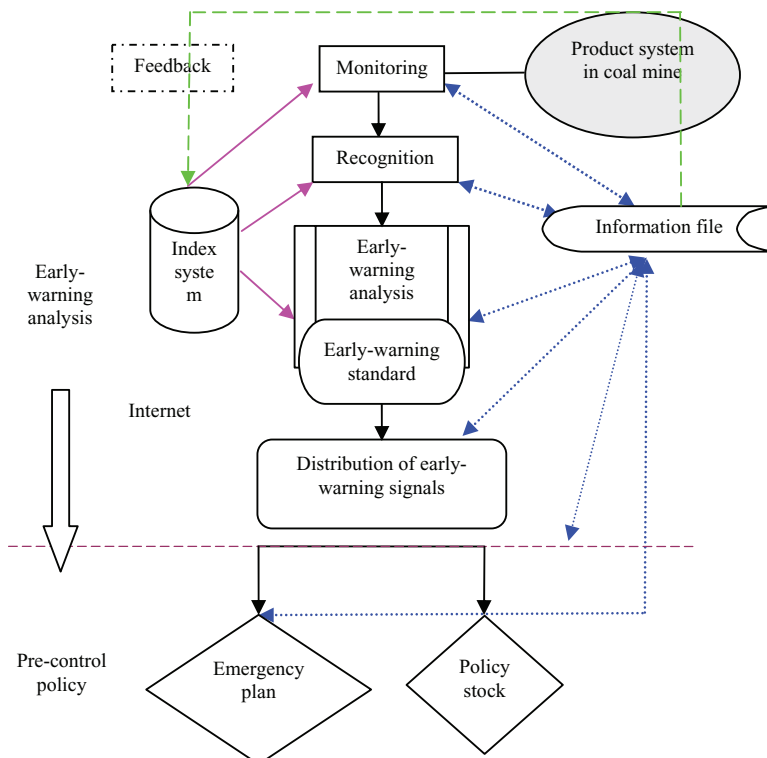 Feedback
Monitoring
Product system
in coal mine
Recognition
Information file
Index
syste
m
Early-
warning
analysis
Early-
warning
analysis
Early-warning
standard
Internet
Distribution of early-
warning signals
Pre-control
policy
Emergency
plan
Policy
stock